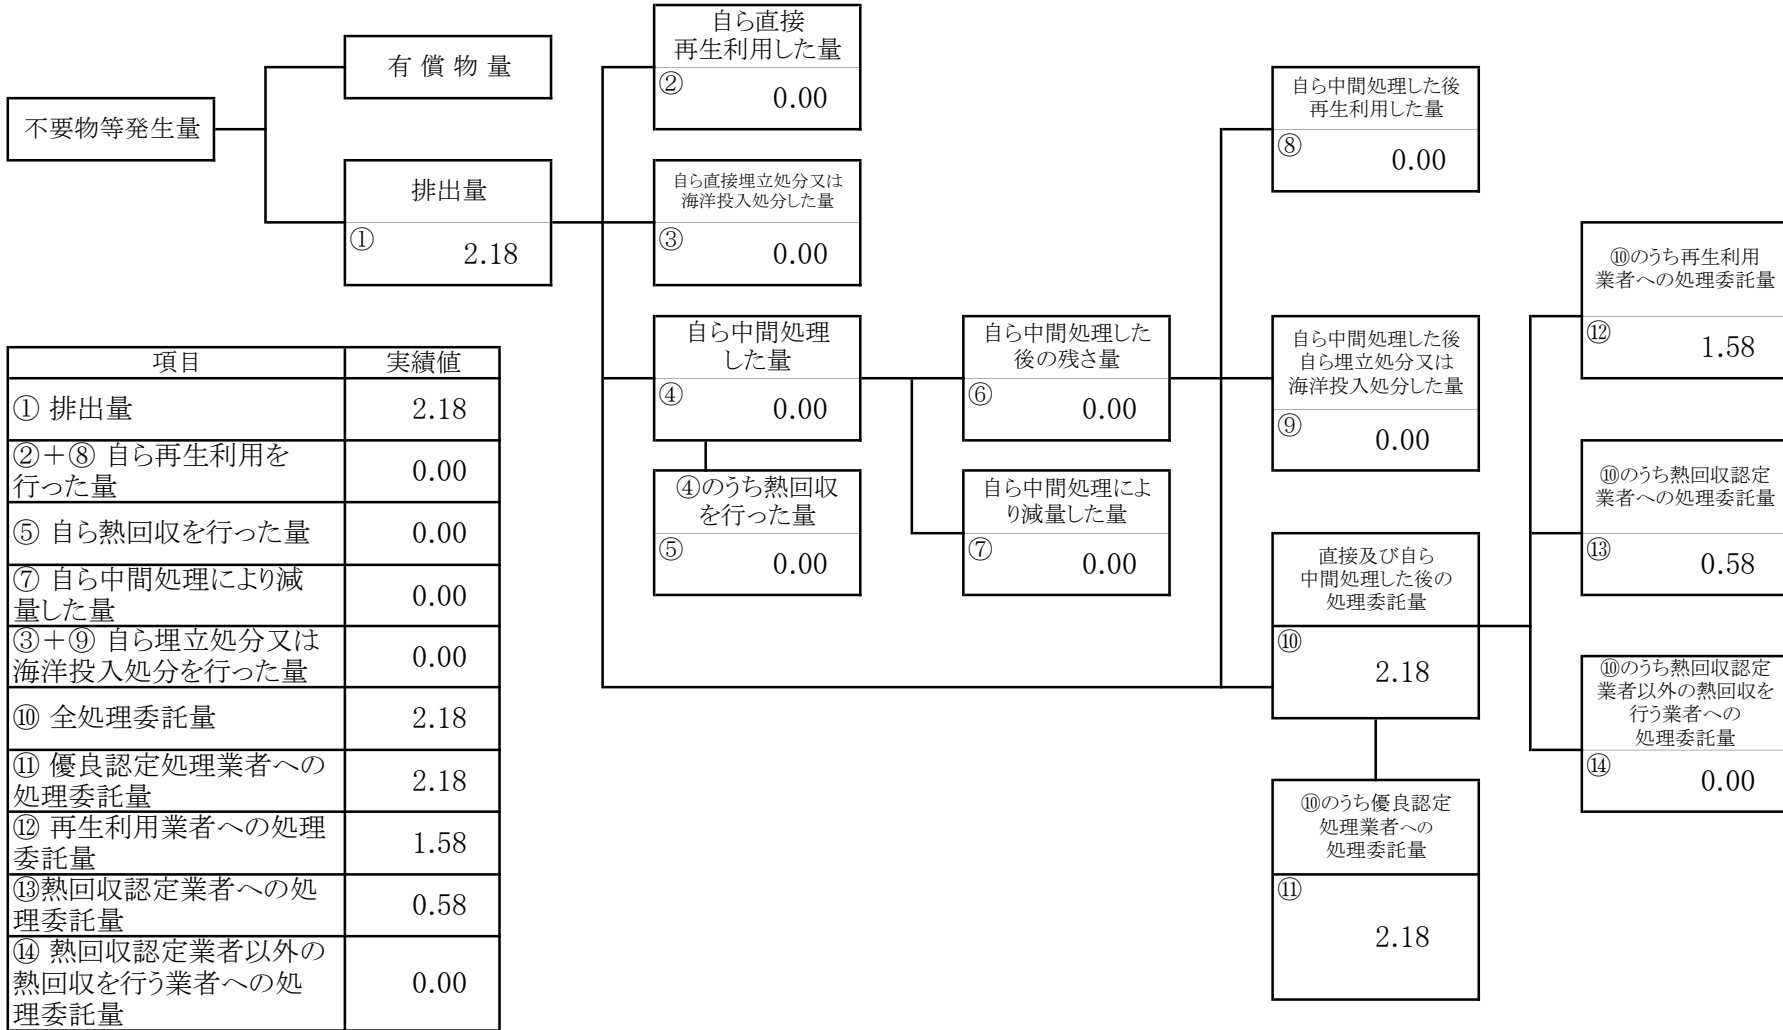 不要物等発生量
有 償 物 量
排出量
①
2.18
自ら直接
再生利用した量
②
0.00
自ら直接埋立処分又は
海洋投入処分した量
③
0.00
自ら中間処理
した量
④
0.00
④のうち熱回収
を行った量
⑤
0.00
自ら中間処理した
後の残さ量
⑥
0.00
自ら中間処理によ
り減量した量
⑦
0.00
自ら中間処理した後
再生利用した量
⑧
0.00
自ら中間処理した後
自ら埋立処分又は
海洋投入処分した量
⑨
0.00
直接及び自ら
中間処理した後の
処理委託量
⑩
2.18
⑩のうち優良認定
処理業者への
処理委託量
⑪
2.18
⑩のうち再生利用
業者への処理委託量
⑫
1.58
⑩のうち熱回収認定
業者への処理委託量
⑬
0.58
⑩のうち熱回収認定
業者以外の熱回収を
行う業者への
処理委託量
⑭
0.00
項目 実績値
① 排出量 2.18
②＋⑧ 自ら再生利用を
行った量 0.00
⑤ 自ら熱回収を行った量 0.00
⑦ 自ら中間処理により減
量した量 0.00
③＋⑨ 自ら埋立処分又は
海洋投入処分を行った量 0.00
⑩ 全処理委託量 2.18
⑪ 優良認定処理業者への
処理委託量 2.18
⑫ 再生利用業者への処理
委託量 1.58
⑬熱回収認定業者への処
理委託量 0.58
⑭ 熱回収認定業者以外の
熱回収を行う業者への処
理委託量 0.00